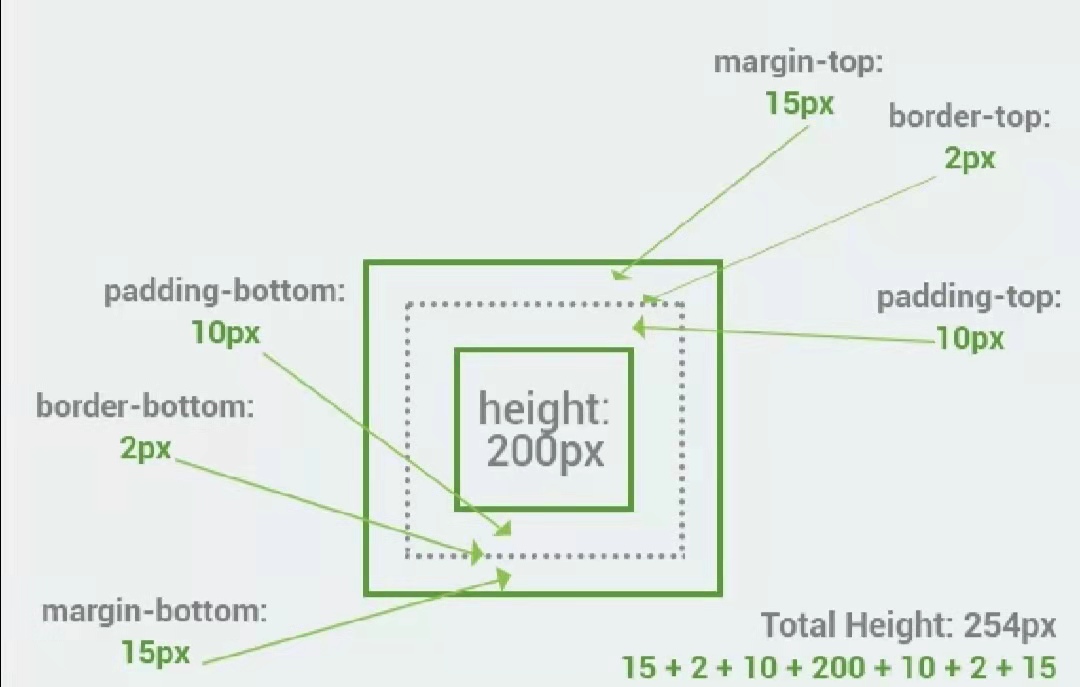 margin-top:
15px
border-top:
2px
padding-bottom:
10px
padding-top:
10px
border-bottom:
2px
height:
200px
margin-bottom:
15px
Total Height: 254px
15 + 2 + 10 + 200 + 10 + 2 + 15